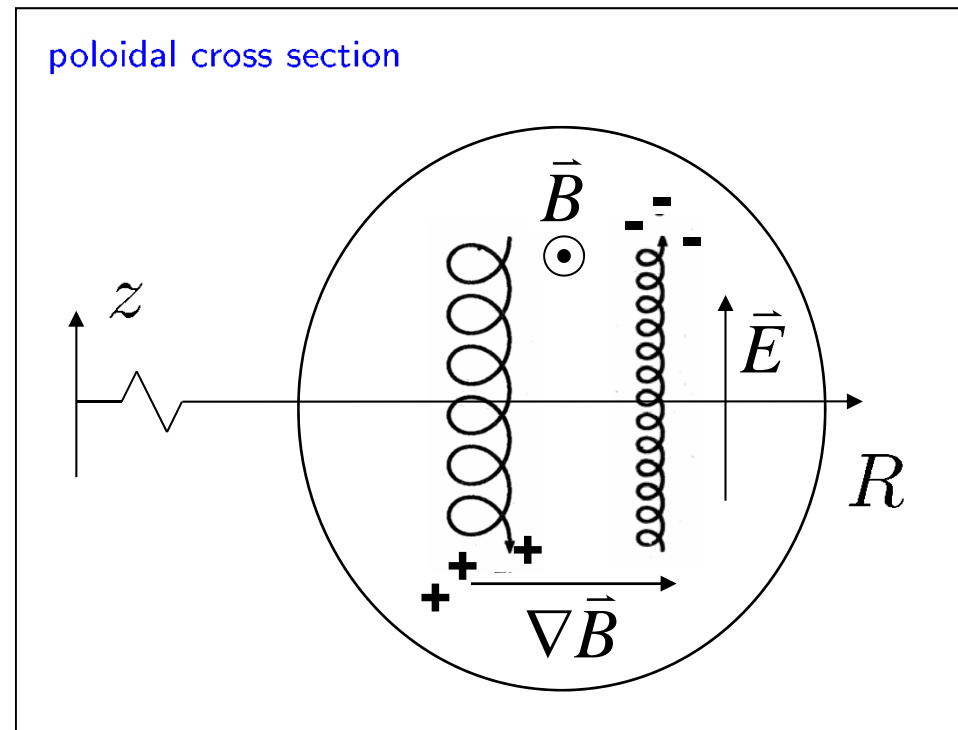 poloidal cross section
B⃗
- - -
z
E⃗
R
+ + +
∇B⃗